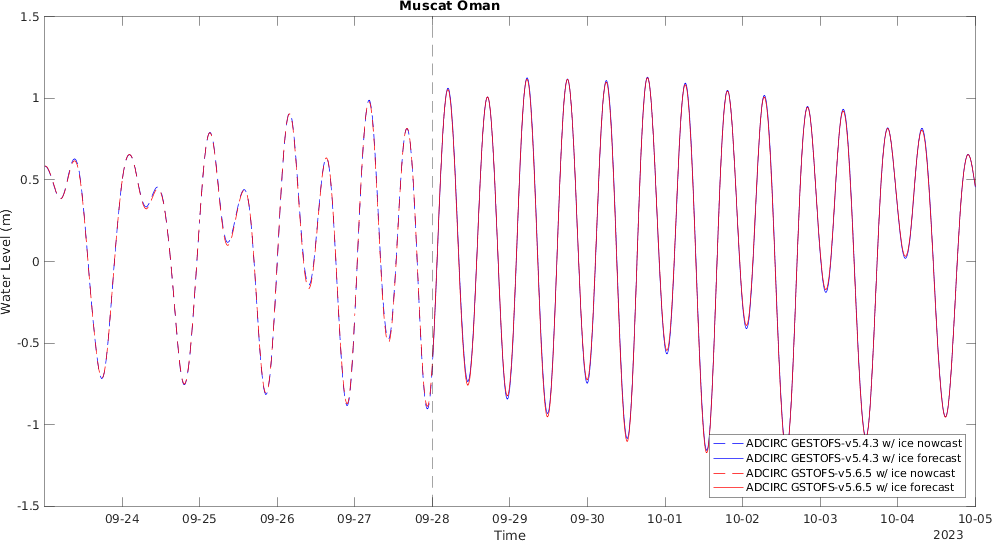 Muscat Oman
1.5
1
0.5
0
-0.5
-1
-1.5
Water Level (m)
09-24
09-25
09-26
09-27
09-28
09-29
09-30
10-01
10-02
10-03
10-04
10-05
Time
2023
ADCIRC GESTOFS-v5.4.3 w/ ice nowcast
ADCIRC GESTOFS-v5.4.3 w/ ice forecast
ADCIRC GSTOFS-v5.6.5 w/ ice nowcast
ADCIRC GSTOFS-v5.6.5 w/ ice forecast